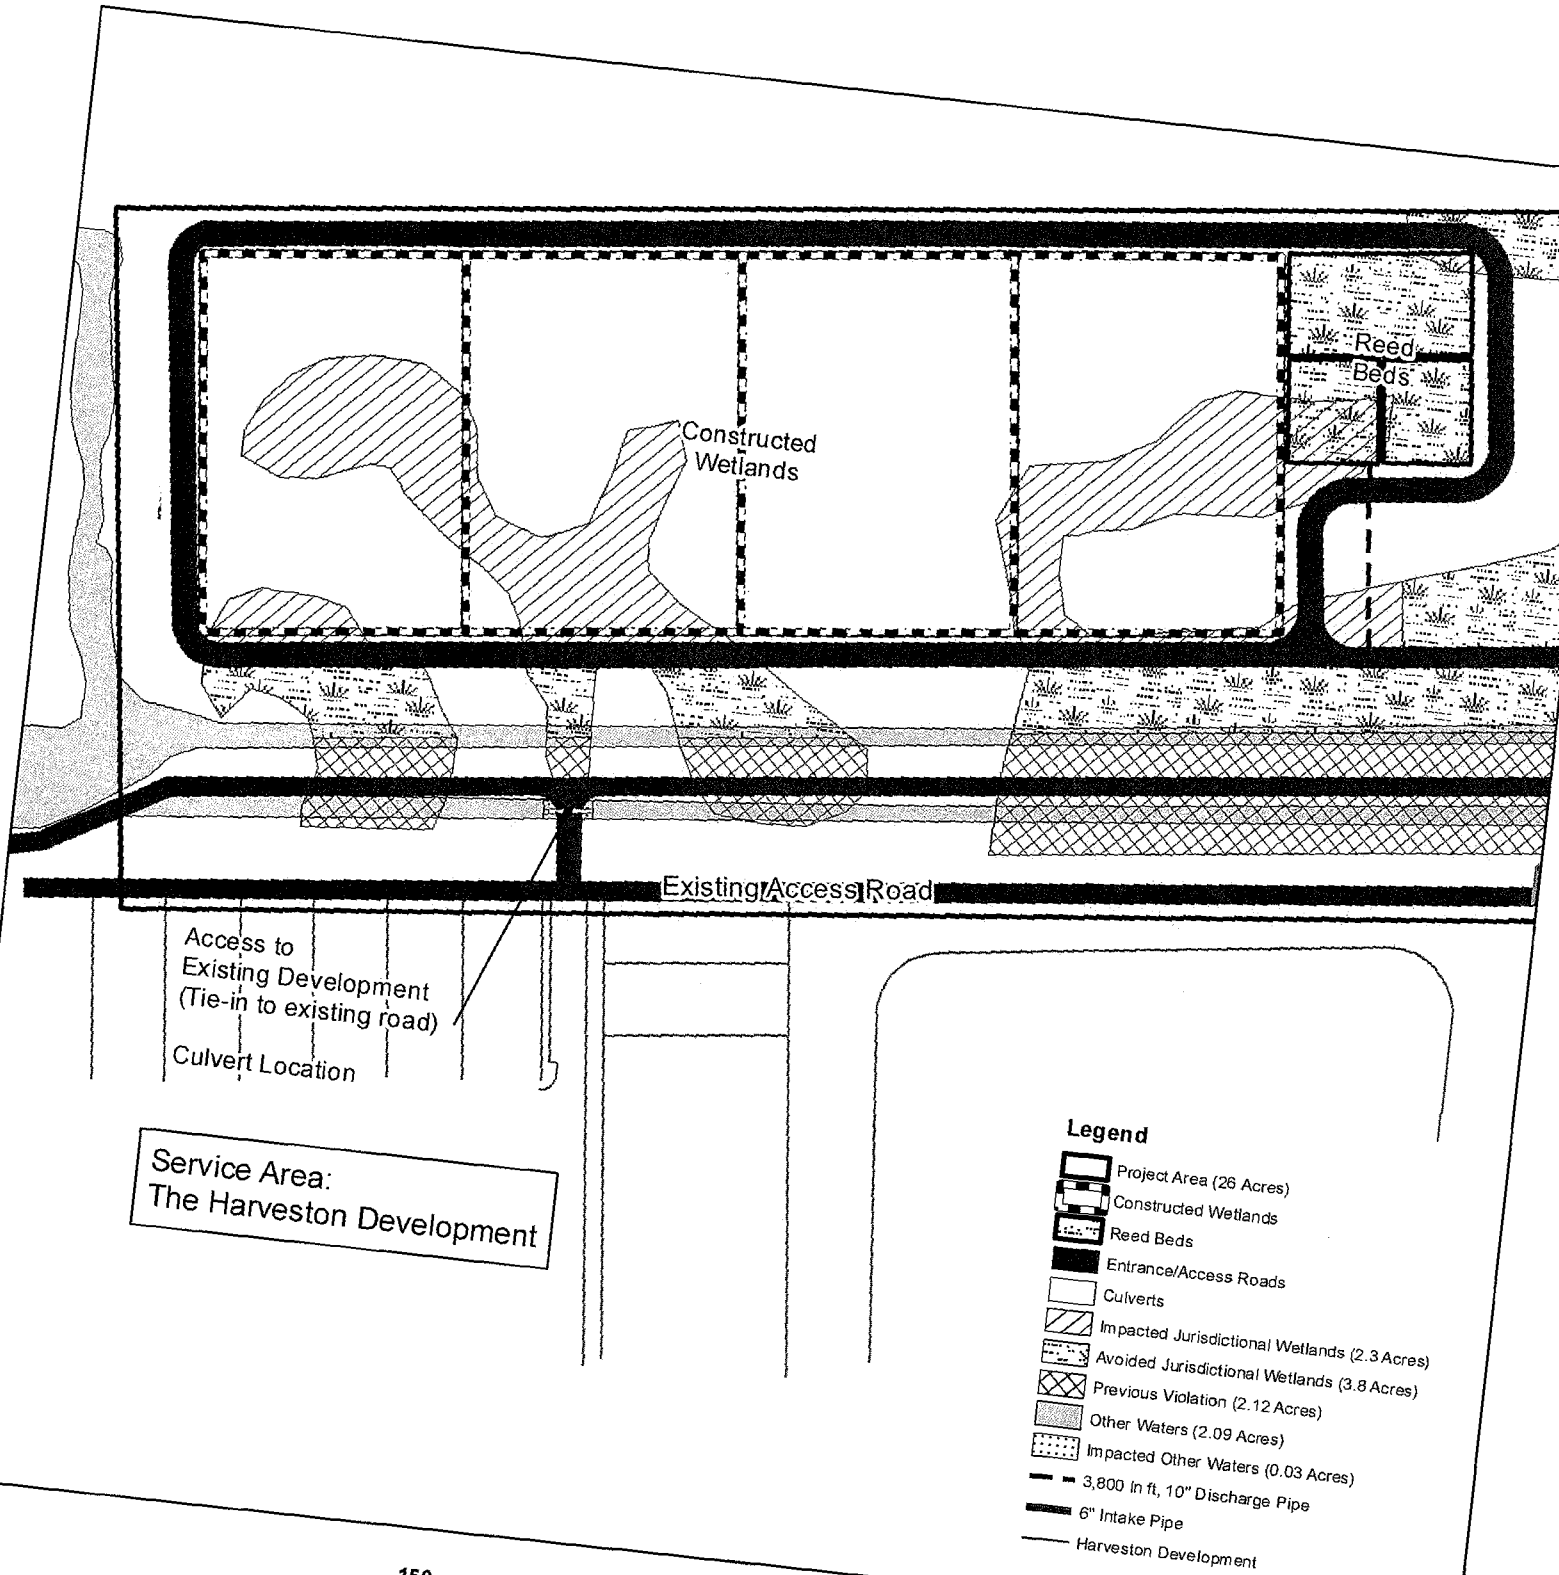 Reed
Beds
Constructed
Wetlands
Existing Access Road
Access to
Existing Development
(Tie-in to existing road)
Culvert Location
Service Area:
The Harveston Development
Legend
Project Area (26 Acres)
Constructed Wetlands
Reed Beds
Entrance/Access Roads
Culverts
Impacted Jurisdictional Wetlands (2.3 Acres)
Avoided Jurisdictional Wetlands (3.8 Acres)
Previous Violation (2.12 Acres)
Other Waters (2.09 Acres)
Impacted Other Waters (0.03 Acres)
3,800 ln ft, 10" Discharge Pipe
6" Intake Pipe
Harveston Development